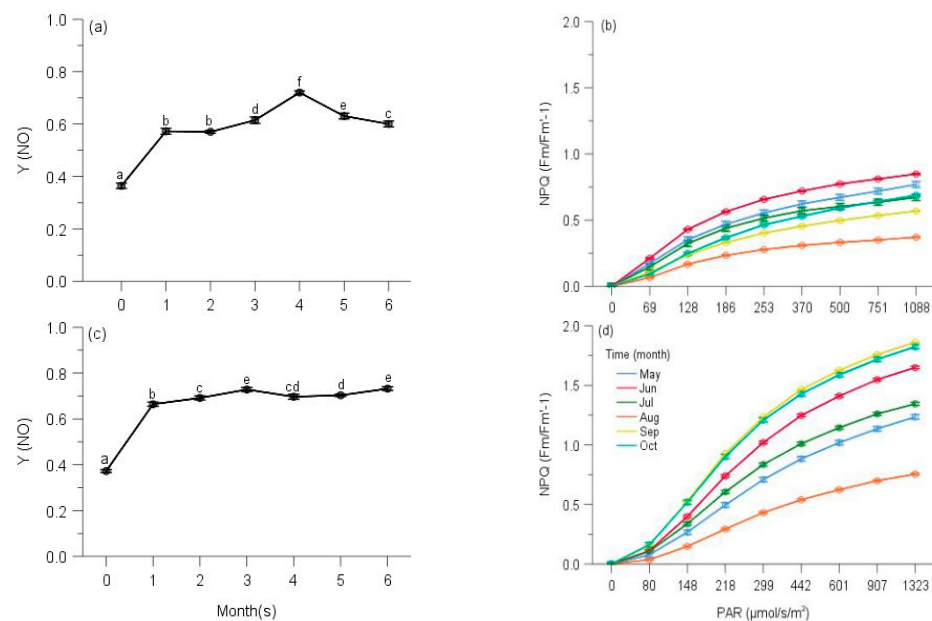 (a)
1.0
0.8
0.6
0.4
0.2
0.0
Y (NO)
a
b
b
d
f
e
c
0 1 2 3 4 5 6
(b)
2.0
1.5
1.0
0.5
0.0
NPQ (Fm/Fm'-1)
0 69 128 186 253 370 500 751 1088
(c)
1.0
0.8
0.6
0.4
0.2
0.0
Y (NO)
a
b
c
e
cd
d
e
0 1 2 3 4 5 6
Month(s)
(d)
2.0
1.5
1.0
0.5
0.0
NPQ (Fm/Fm'-1)
Time (month)
May
Jun
Jul
Aug
Sep
Oct
0 80 148 218 299 442 601 907 1323
PAR (µmol/s/m²)